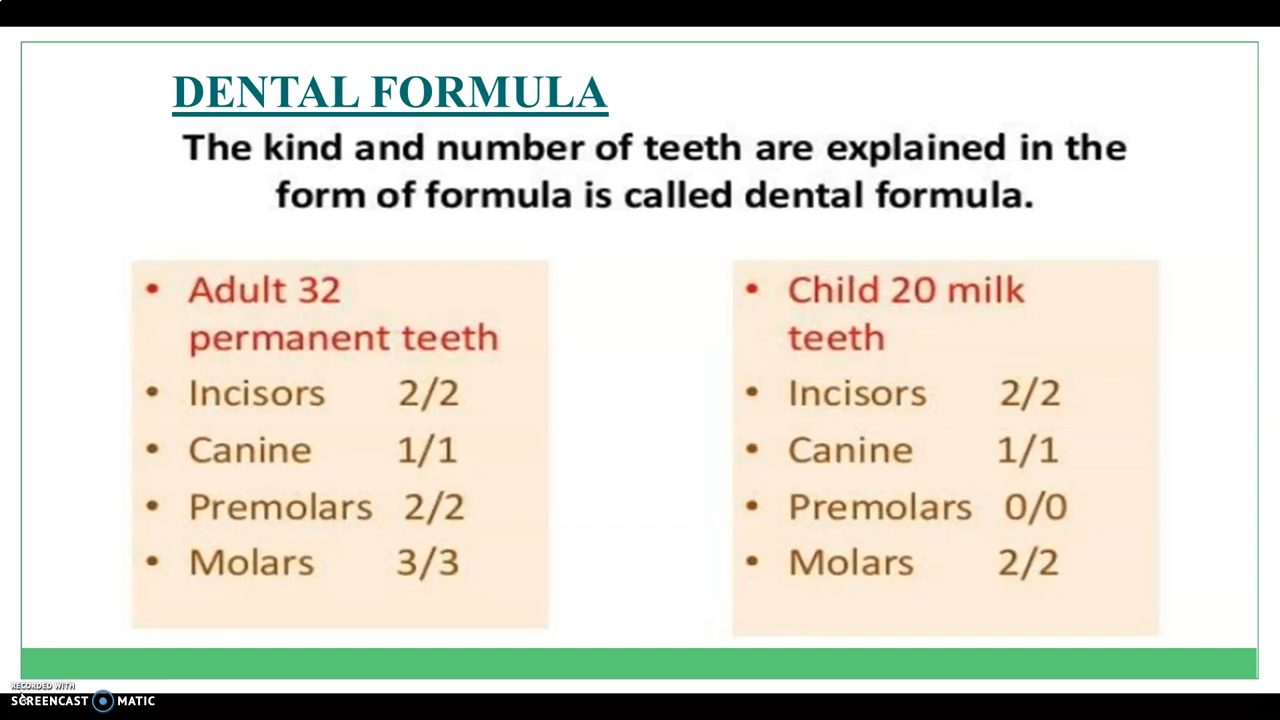 DENTAL FORMULA
The kind and number of teeth are explained in the
form of formula is called dental formula.
• Adult 32
permanent teeth
• Incisors 2/2
• Canine 1/1
• Premolars 2/2
• Molars 3/3
• Child 20 milk
teeth
• Incisors 2/2
• Canine 1/1
• Premolars 0/0
• Molars 2/2
RECORDED WITH
SCREENCAST MATIC